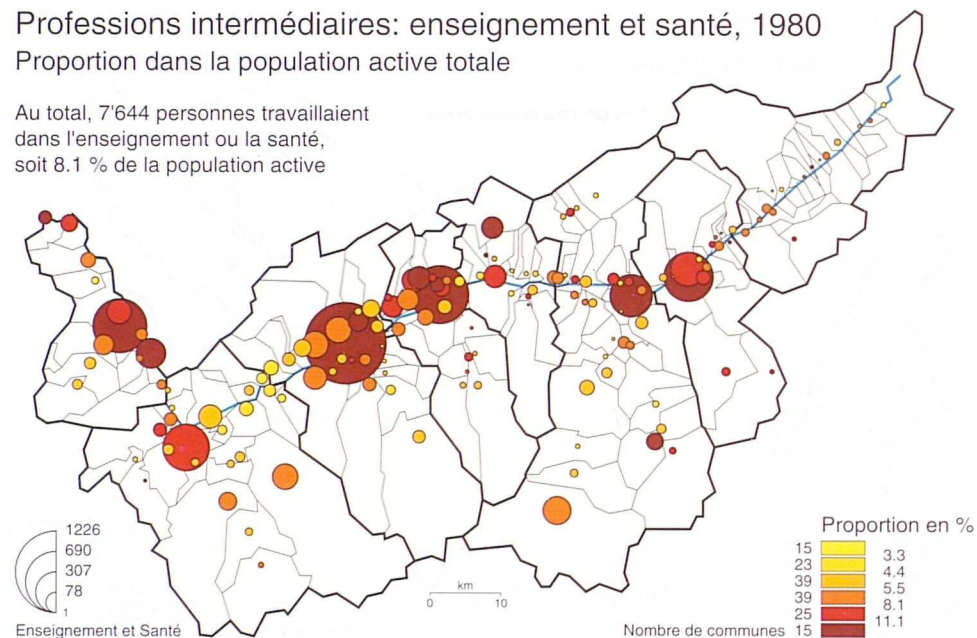 Professions intermédiaires: enseignement et santé, 1980
Proportion dans la population active totale
Au total, 7'644 personnes travaillaient
dans l'enseignement ou la santé,
soit 8.1 % de la population active
1226
690
307
78
1
Enseignement et Santé
km
0 10
Proportion en %
15
3.3
23
4.4
39
5.5
39
8.1
25
11.1
Nombre de communes 15